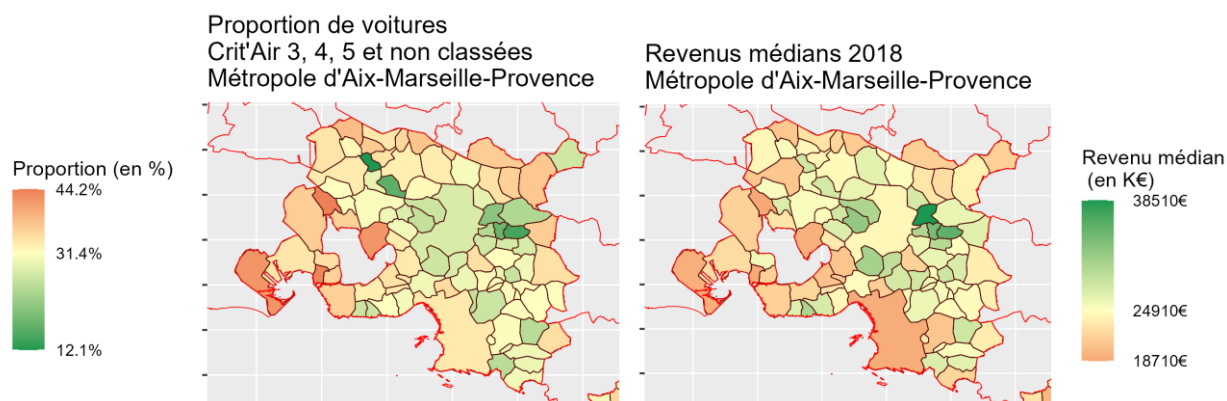 Proportion de voitures
Crit'Air 3, 4, 5 et non classées
Métropole d'Aix-Marseille-Provence
Revenus médians 2018
Métropole d'Aix-Marseille-Provence
Proportion (en %)
44.2%
31.4%
12.1%
Revenu médian
(en K€)
38510€
24910€
18710€